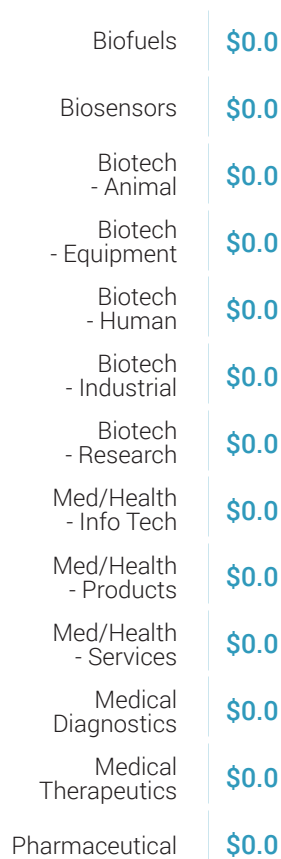 Biofuels $0.0
Biosensors $0.0
Biotech
- Animal $0.0
Biotech
- Equipment $0.0
Biotech
- Human $0.0
Biotech
- Industrial $0.0
Biotech
- Research $0.0
Med/Health
- Info Tech $0.0
Med/Health
- Products $0.0
Med/Health
- Services $0.0
Medical
Diagnostics $0.0
Medical
Therapeutics $0.0
Pharmaceutical $0.0